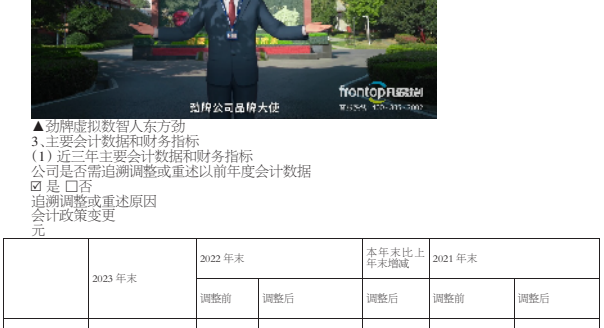 劲牌公司品牌大使
frontop
▲劲牌虚拟数智人东方劲
3、主要会计数据和财务指标
（1）近三年主要会计数据和财务指标
公司是否需追溯调整或重述以前年度会计数据
☑ 是 □否
追溯调整或重述原因
会计政策变更
元
2023 年末 2022 年末 本年末比上年末增减 2021 年末
调整前 调整后 调整后 调整前 调整后